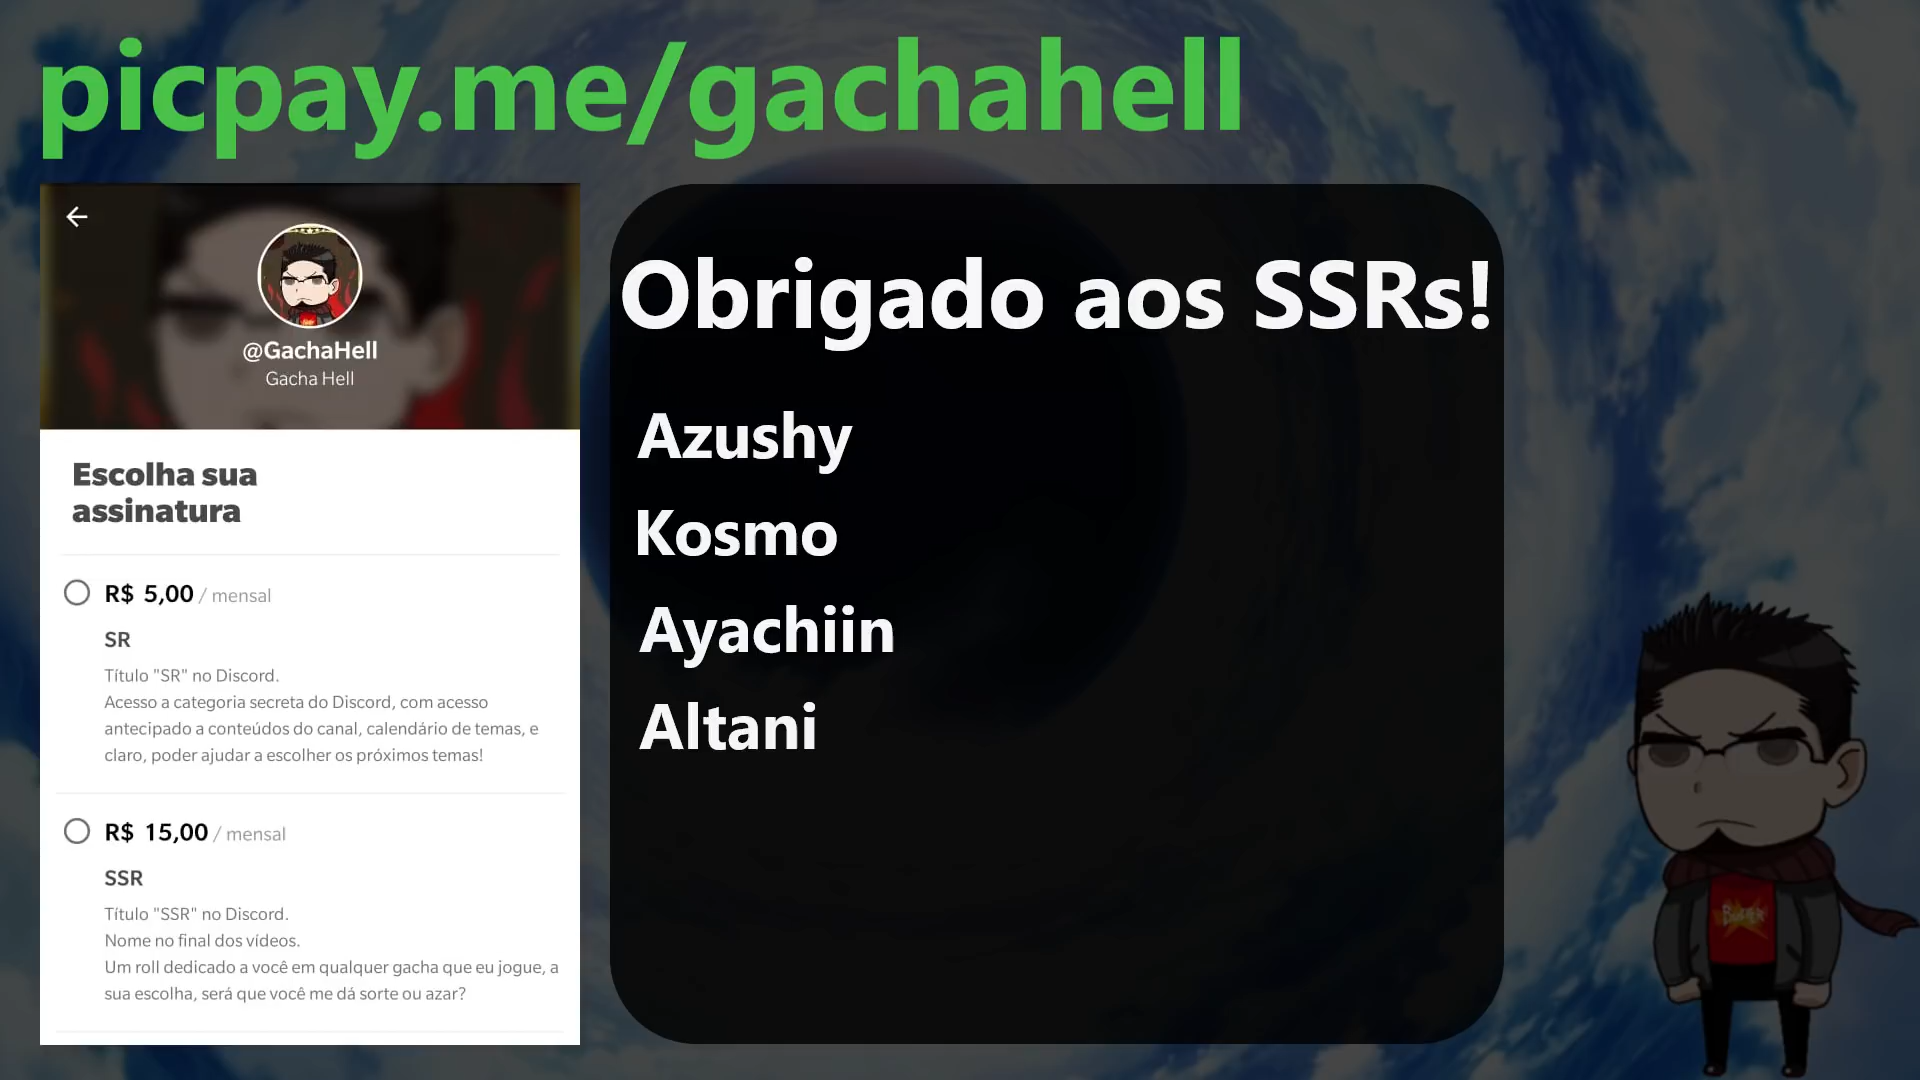 picpay.me/gachahell
@GachaHell
Gacha Hell
Escolha sua
assinatura
R$ 5,00 / mensal
SR
Título "SR" no Discord.
Acesso a categoria secreta do Discord, com acesso
antecipado a conteúdos do canal, calendário de temas, e
claro, poder ajudar a escolher os próximos temas!
R$ 15,00 / mensal
SSR
Título "SSR" no Discord.
Nome no final dos vídeos.
Um roll dedicado a você em qualquer gacha que eu jogue, a
sua escolha, será que você me dá sorte ou azar?
Obrigado aos SSRs!
Azushy
Kosmo
Ayachiin
Altani